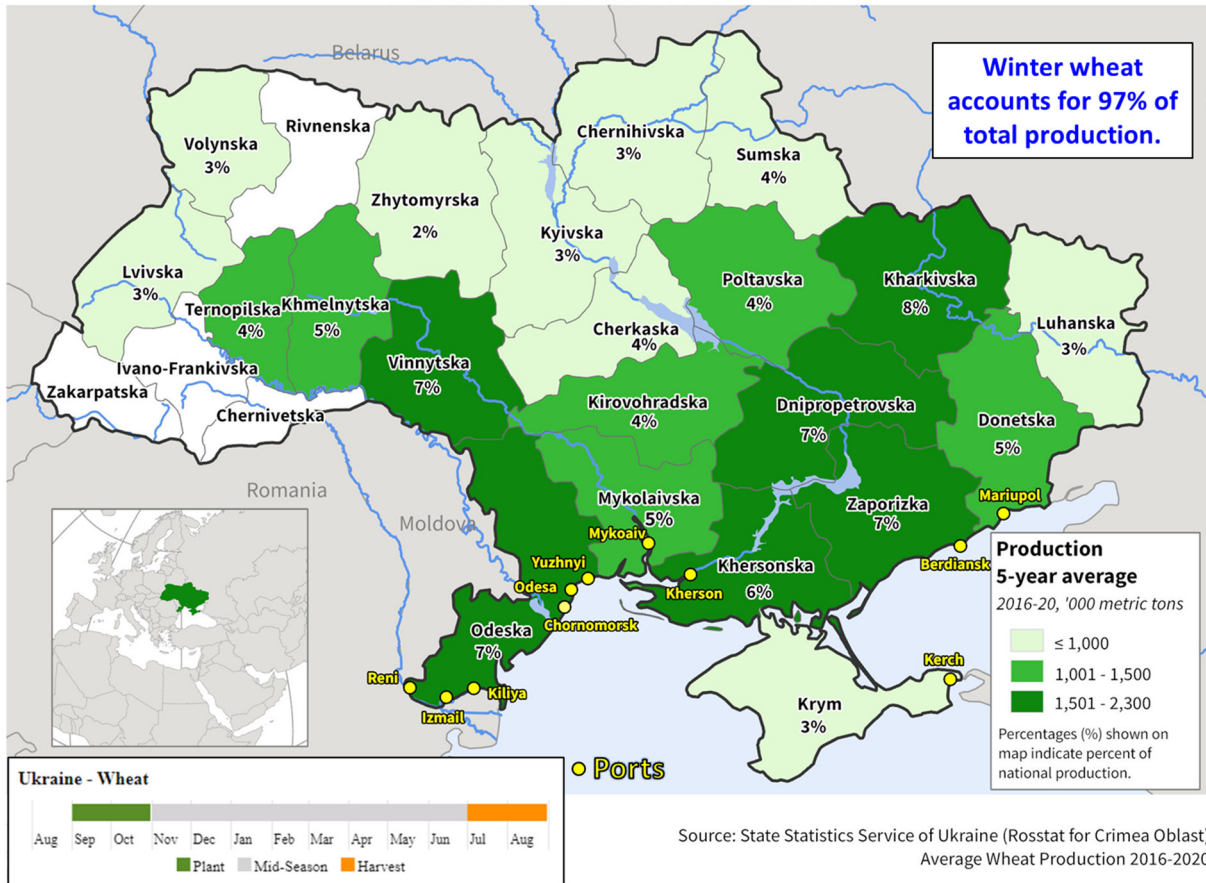 Belarus
Winter wheat
accounts for 97% of
total production.
Rivnenska
Volynska
3%
Chernihivska
3%
Sumska
4%
Zhytomyrska
2%
Kyivska
3%
Lvivska
3%
Ternopilska
4%
Khmelnytska
5%
Poltavska
4%
Kharkivska
8%
Luhanska
3%
Cherkaska
4%
Vinnytska
7%
Ivano-Frankivska
Zakarpatska
Chernivetska
Kirovohradska
4%
Dnipropetrovska
7%
Donetska
5%
Romania
Moldova
Mykolaivska
5%
Mykoaiv
Zaporizka
7%
Mariupol
Berdiansk
Yuzhnyi
Odesa
Chornomorsk
Khersonska
6%
Kherson
Odeska
7%
Reni
Izmail
Kiliya
Krym
3%
Kerch
Production
5-year average
2016-20, '000 metric tons
≤ 1,000
1,001 - 1,500
1,501 - 2,300
Percentages (%) shown on
map indicate percent of
national production.
Ports
Ukraine - Wheat
Aug Sep Oct Nov Dec Jan Feb Mar Apr May Jun Jul Aug
Plant Mid-Season Harvest
Source: State Statistics Service of Ukraine (Rosstat for Crimea Oblast)
Average Wheat Production 2016-2020